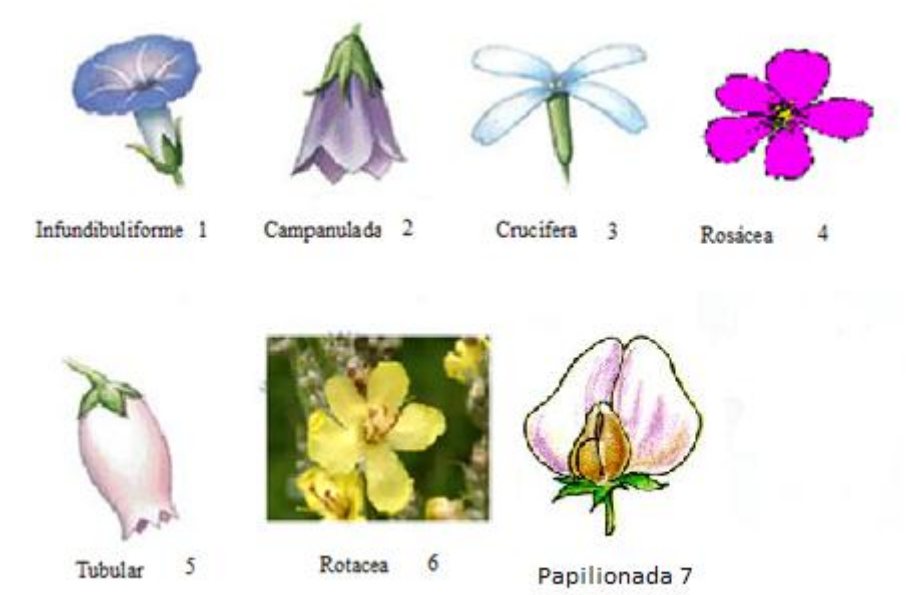 Infundibuliforme 1
Campanulada 2
Crucifera 3
Rosácea 4
Tubular 5
Rotacea 6
Papilionada 7